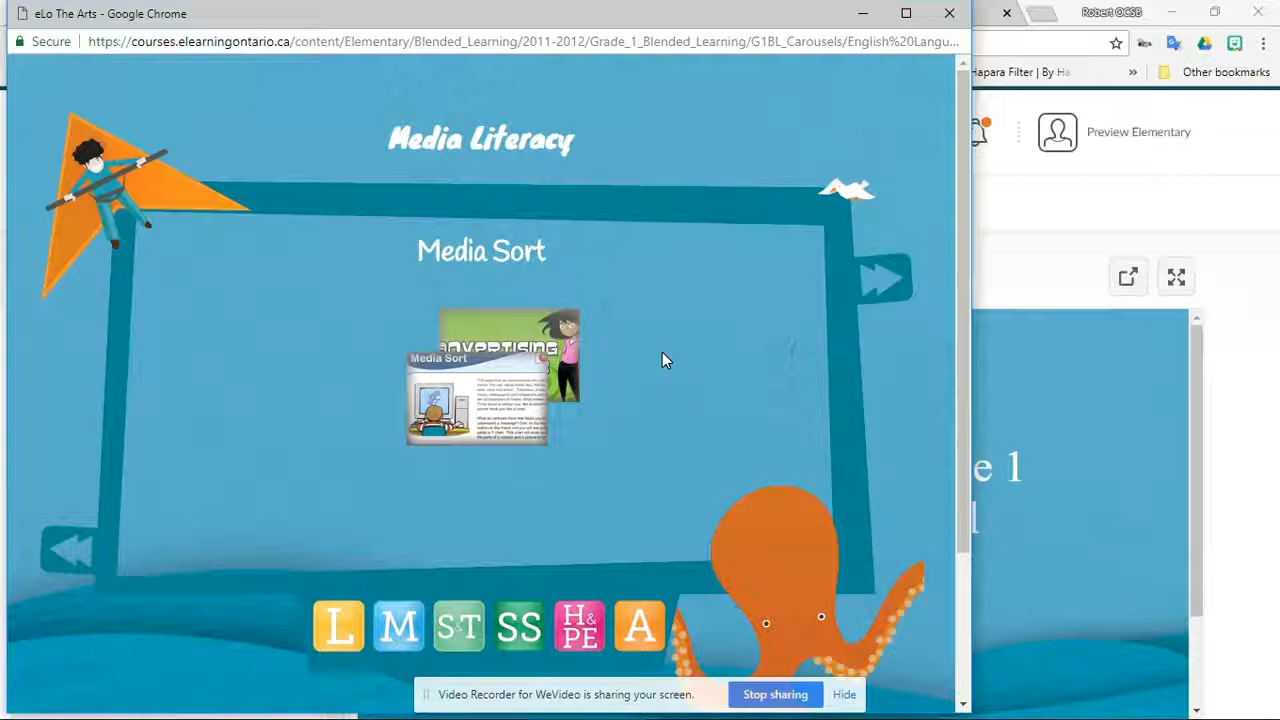 eLo The Arts - Google Chrome
Robert OCSB
Secure
https://courses.elearningontario.ca/content/Elementary/Blended_Learning/2011-2012/Grade_1_Blended_Learning/G1BL_Carousels/English%20Langu...
Hapara Filter | By Ha
»
Other bookmarks
Media Literacy
Preview Elementary
Media Sort
ADVERTISING
Media Sort
e 1
L
M
S&T
SS
H&PE
A
Video Recorder for WeVideo is sharing your screen.
Stop sharing
Hide